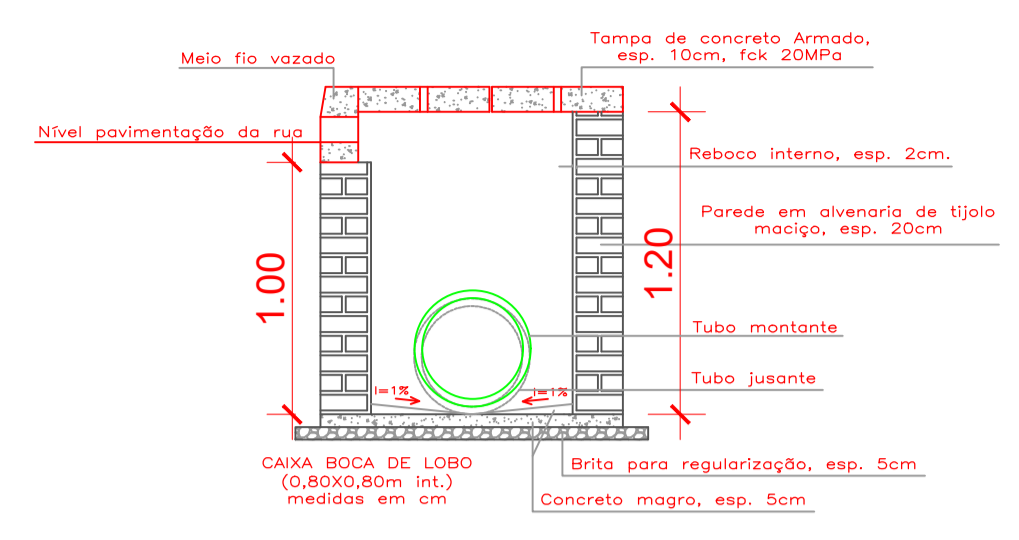 Tampa de concreto Armado,
esp. 10cm, fck 20MPa
Meio fio vazado
Nível pavimentação da rua
Reboco interno, esp. 2cm.
Parede em alvenaria de tijolo
maciço, esp. 20cm
1.00
1.20
Tubo montante
Tubo jusante
i=1%
i=1%
CAIXA BOCA DE LOBO
(0,80X0,80m int.)
medidas em cm
Brita para regularização, esp. 5cm
Concreto magro, esp. 5cm